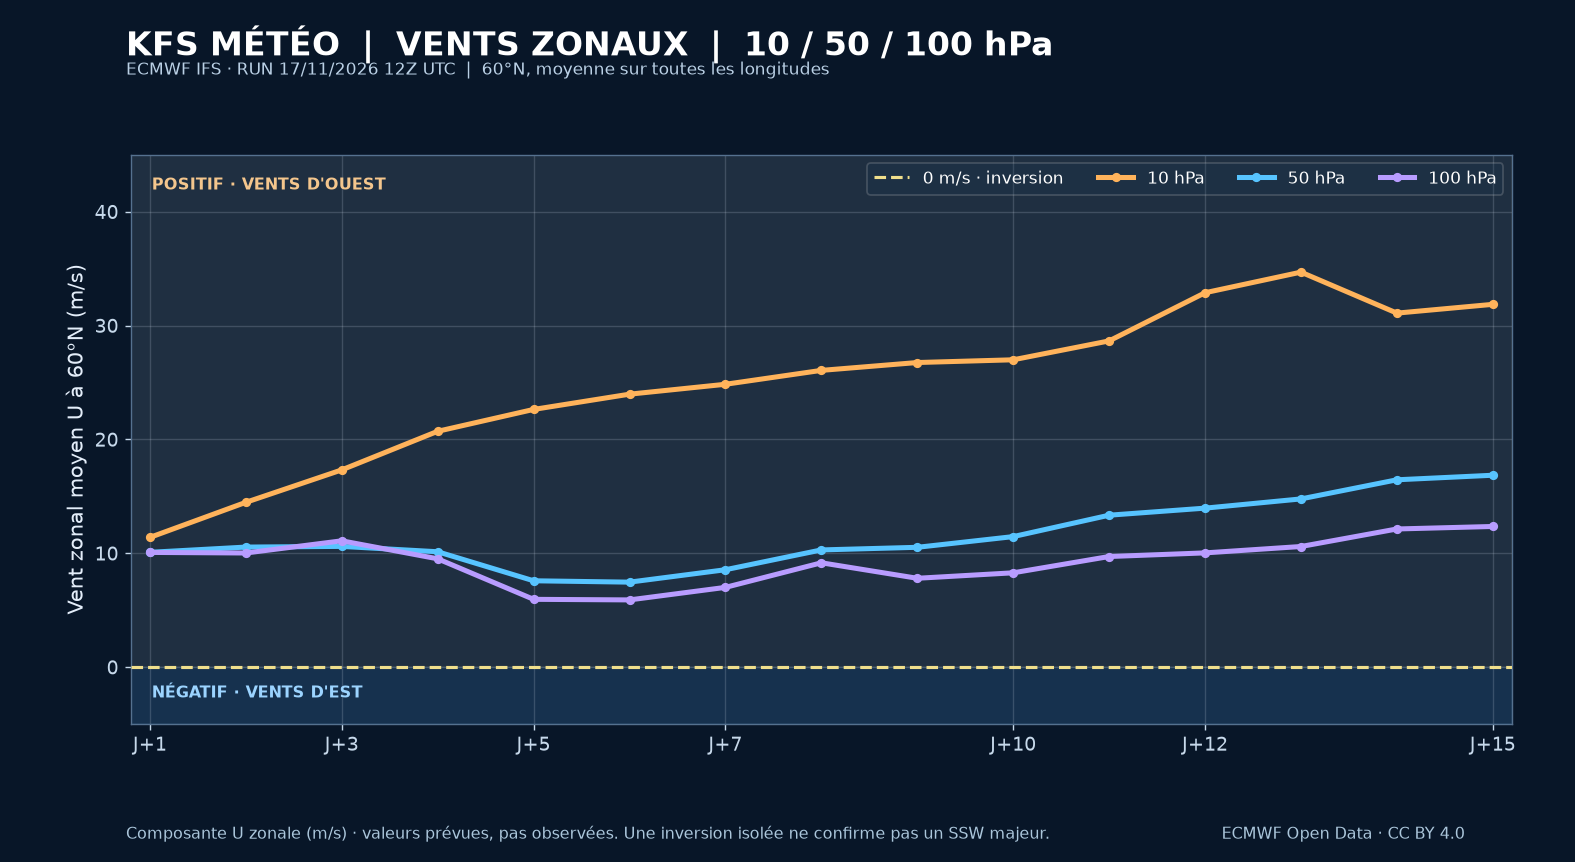 KFS MÉTÉO | VENTS ZONAUX | 10 / 50 / 100 hPa
ECMWF IFS · RUN 17/11/2026 12Z UTC | 60°N, moyenne sur toutes les longitudes
POSITIF · VENTS D'OUEST
0 m/s · inversion
10 hPa
50 hPa
100 hPa
Vent zonal moyen U à 60°N (m/s)
40
30
20
10
0
NÉGATIF · VENTS D'EST
J+1
J+3
J+5
J+7
J+10
J+12
J+15
Composante U zonale (m/s) · valeurs prévues, pas observées. Une inversion isolée ne confirme pas un SSW majeur.
ECMWF Open Data · CC BY 4.0